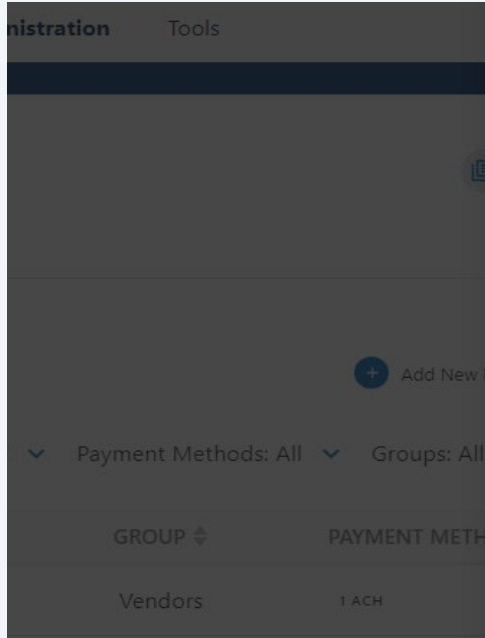 nistration Tools
Add New
Payment Methods: All Groups: All
GROUP PAYMENT METH
Vendors 1 ACH